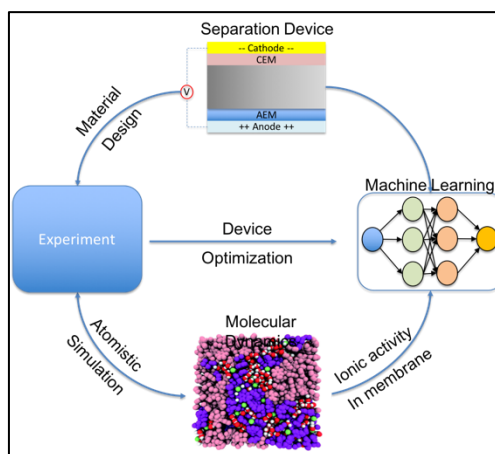 Separation Device
-- Cathode --
CEM
V
AEM
++ Anode ++
Material
Design
Machine Learning
Experiment
Device
Optimization
Molecular
Dynamics
Atomistic
Simulation
Ionic activity
In membrane